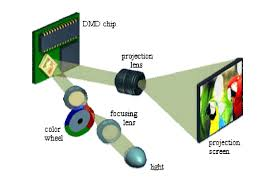 DMD chip
projection
lens
focusing
lens
color
wheel
light
projection
screen